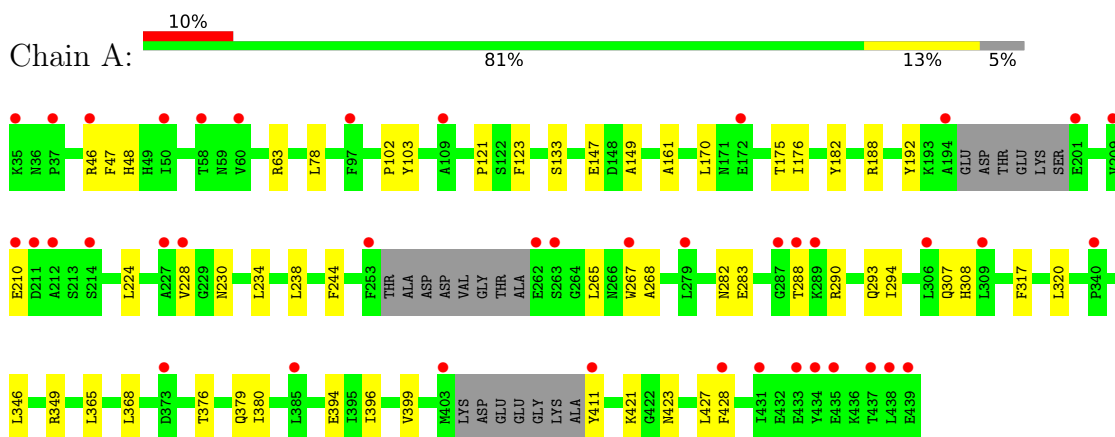 10%
Chain A:
81% 13% 5%
K35 N36 P37 R46 F47 H48 H49 I50 T58 N59 V60 R63 L78 F97 P102 Y103 A109 P121 S122 F123 S133 E147 D148 A149 A161 L170 N171 E172 T175 I176 Y182 R188 Y192 K193 A194 GLU ASP THR GLU LYS SER E201
E210 D211 A212 S213 S214 L224 A227 V228 G229 N230 L234 L238 F244 F253 THR ALA ASP ASP VAL GLY THR ALA E262 S263 G264 L265 N266 W267 A268 L279 N282 E283 G287 T288 K289 R290 Q293 I294 L306 Q307 H308 L309 F317 L320 P340
L346 R349 L365 L368 D373 T376 Q379 I380 L385 E394 I395 I396 V399 M403 LYS ASP GLU GLU GLY LYS ALA Y411 K421 G422 N423 L427 F428 I431 E432 E433 Y434 E435 K436 T437 L438 E439